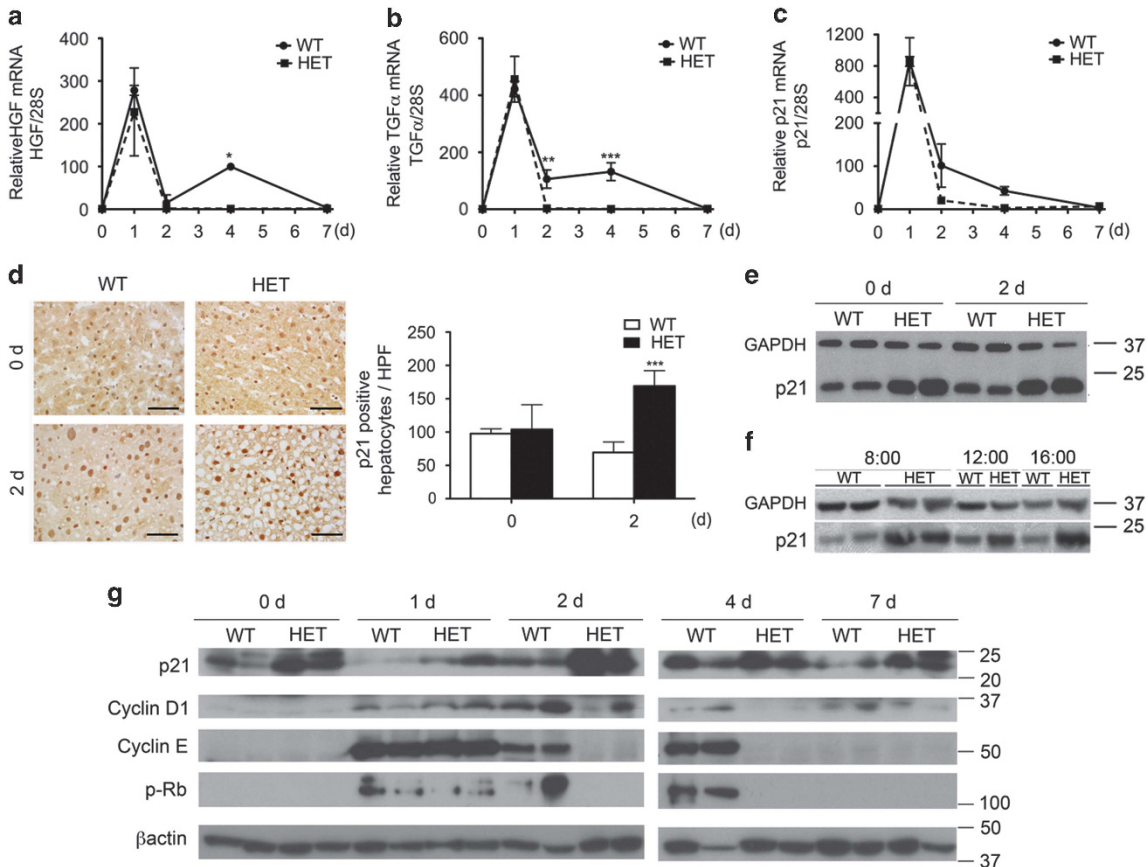 a
Relative HGF mRNA
HGF/28S
400
300
200
100
0
WT
HET
*
0 1 2 3 4 5 6 7 (d)
b
Relative TGFα mRNA
TGFα/28S
600
400
200
0
WT
HET
**
***
0 1 2 3 4 5 6 7 (d)
c
Relative p21 mRNA
p21/28S
1200
800
400
200
100
0
WT
HET
0 1 2 3 4 5 6 7 (d)
d
WT HET
0 d
2 d
p21 positive
hepatocytes / HPF
250
200
150
100
50
0
WT
HET
***
0 2 (d)
e
0 d 2 d
WT HET WT HET
GAPDH 37
25
p21
f
8:00 12:00 16:00
WT HET WT HET WT HET
GAPDH 37
25
p21
g
0 d 1 d 2 d 4 d 7 d
WT HET WT HET WT HET WT HET WT HET
p21 25
20
Cyclin D1 37
Cyclin E 50
p-Rb 100
βactin 50
37